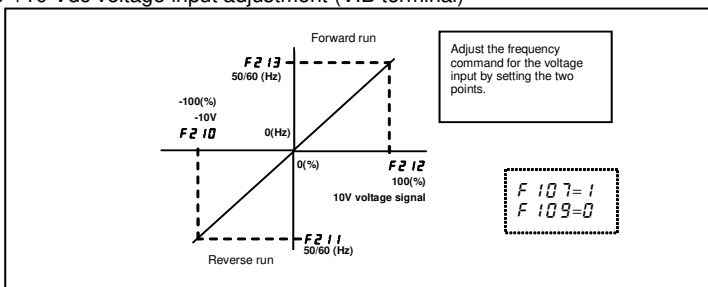 +10 Vdc voltage input adjustment (VIB terminal)
Forward run
F213
50/60 (Hz)
Adjust the frequency
command for the voltage
input by setting the two
points.
-100(%)
-10V
F210
0(Hz)
0(%)
F212
100(%)
10V voltage signal
F107=1
F109=0
F211
50/60 (Hz)
Reverse run